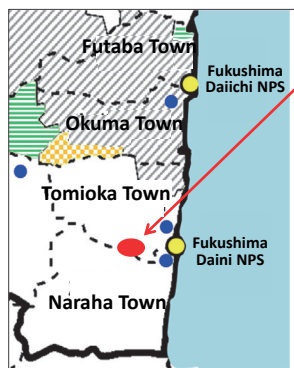 Futaba Town
Fukushima
Daiichi NPS
Okuma Town
Tomioka Town
Fukushima
Daini NPS
Naraha Town